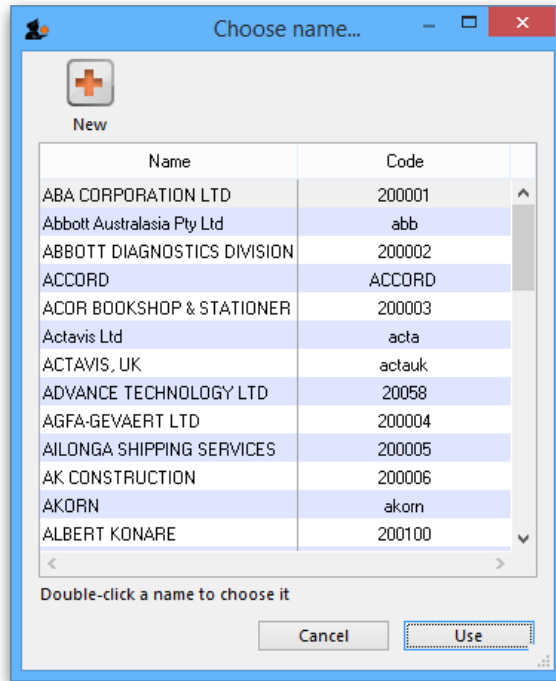 Choose name...
New
Name Code
ABA CORPORATION LTD 200001
Abbott Australasia Pty Ltd abb
ABBOTT DIAGNOSTICS DIVISION 200002
ACCORD ACCORD
ACOR BOOKSHOP & STATIONER 200003
Actavis Ltd acta
ACTAVIS, UK actauk
ADVANCE TECHNOLOGY LTD 20058
AGFA-GEVAERT LTD 200004
AILONGA SHIPPING SERVICES 200005
AK CONSTRUCTION 200006
AKORN akorn
ALBERT KONARE 200100
Double-click a name to choose it
Cancel Use